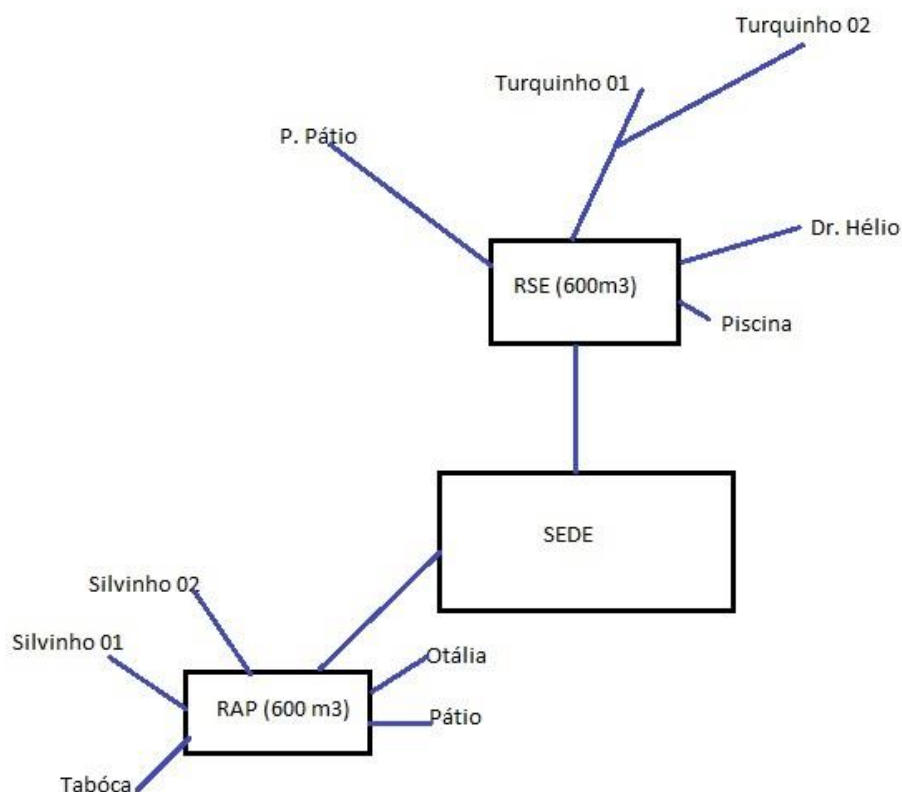 Turquinho 02
Turquinho 01
P. Pátio
Dr. Hélio
RSE (600m3)
Piscina
SEDE
Silvinho 02
Silvinho 01
Otália
RAP (600 m3)
Pátio
Tabóca